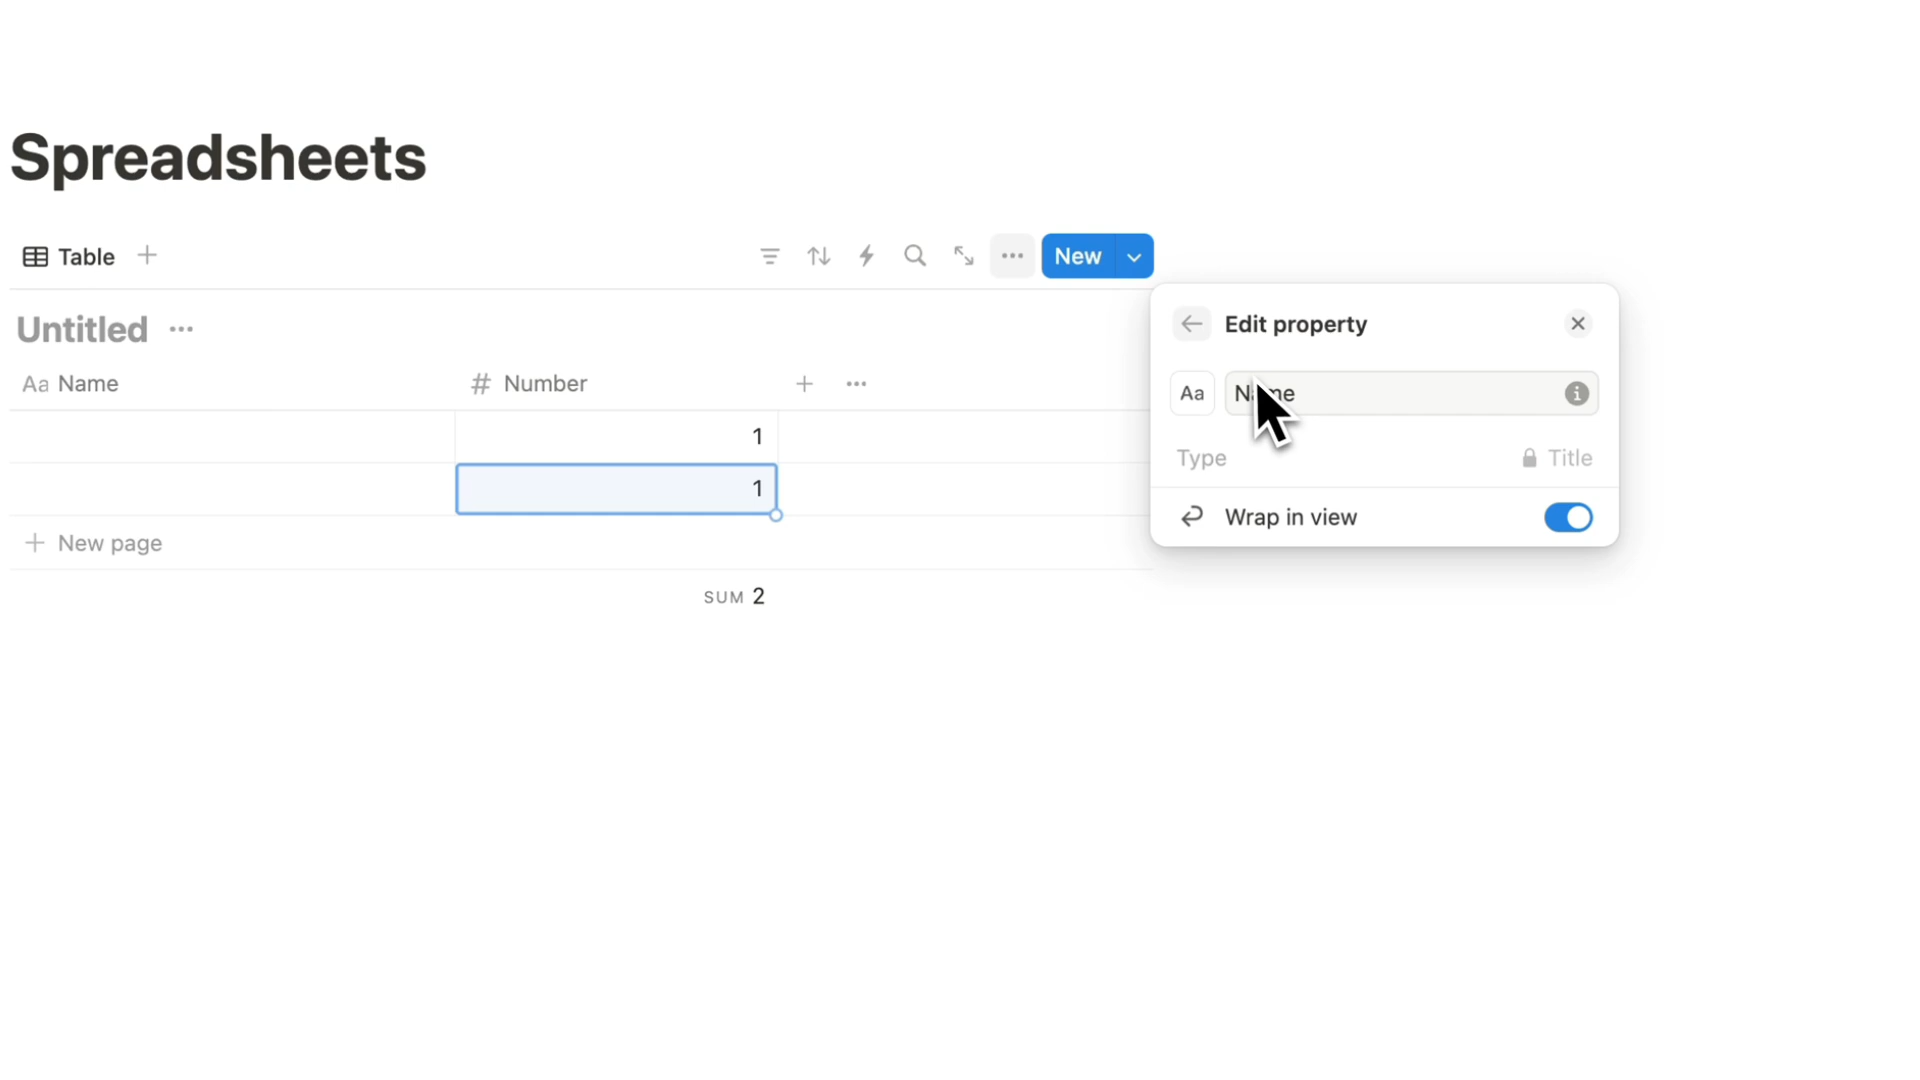 Spreadsheets
Table
New
Untitled
Aa Name
# Number
1
1
New page
SUM 2
Edit property
Aa
Name
Type
Title
Wrap in view